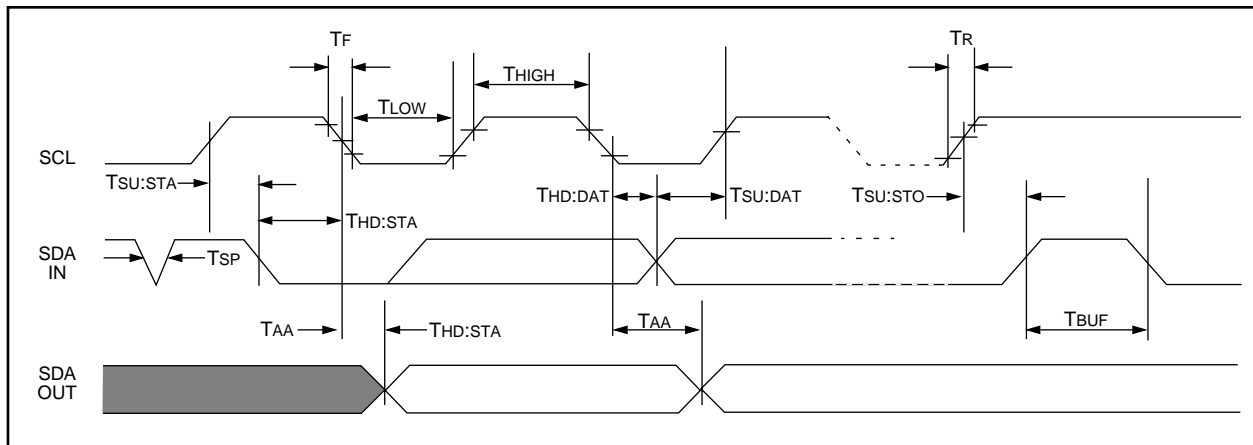 TF
TR
THIGH
TLOW
SCL
TSU:STA
THD:DAT
TSU:DAT
TSU:STO
THD:STA
SDA
IN
TSP
TAA
THD:STA
TAA
TBUF
SDA
OUT